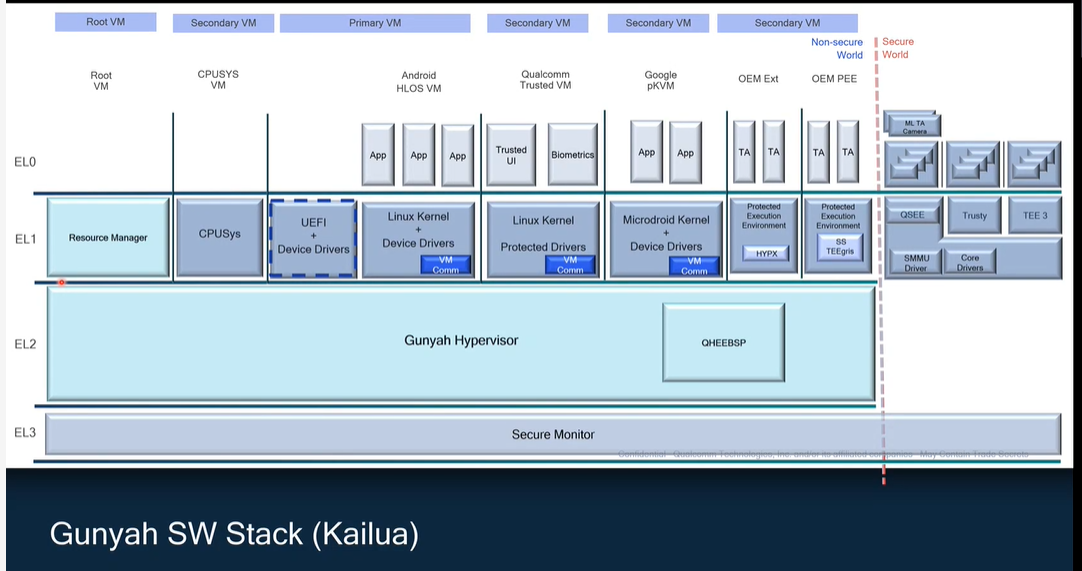 Root VM
Secondary VM
Primary VM
Secondary VM
Secondary VM
Secondary VM
Non-secure
World
Secure
World
Root
VM
CPUSYS
VM
Android
HLOS VM
Qualcomm
Trusted VM
Google
pKVM
OEM Ext
OEM PEE
EL0
App
App
App
Trusted
UI
Biometrics
App
App
TA
TA
TA
TA
ML TA
Camera
EL1
Resource Manager
CPUSys
UEFI
+
Device Drivers
Linux Kernel
+
Device Drivers
VM
Comm
Linux Kernel
Protected Drivers
VM
Comm
Microdroid Kernel
+
Device Drivers
VM
Comm
Protected
Execution
Environment
HYPX
Protected
Execution
Environment
SS
TEEgris
QSEE
Trusty
TEE 3
SMMU
Driver
Core
Drivers
EL2
Gunyah Hypervisor
QHEEBSP
EL3
Secure Monitor
Confidential - Qualcomm Technologies, Inc. and/or its affiliated companies - May Contain Trade Secrets
Gunyah SW Stack (Kailua)